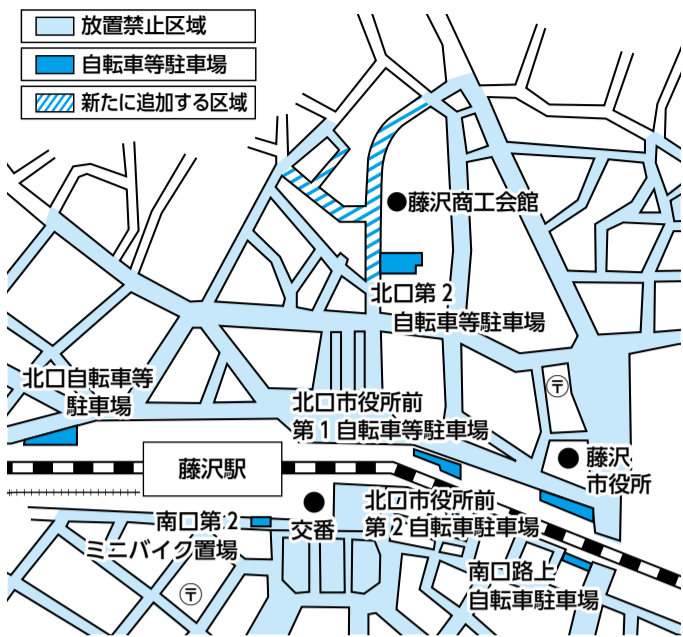 放置禁止区域
自転車等駐車場
新たに追加する区域
藤沢商工会館
北口第2
自転車等駐車場
北口自転車等
駐車場
北口市役所前
第1自転車等駐車場
〒
藤沢
市役所
藤沢駅
北口市役所前
第2自転車駐車場
交番
南口第2
ミニバイク置場
南口路上
自転車駐車場
〒